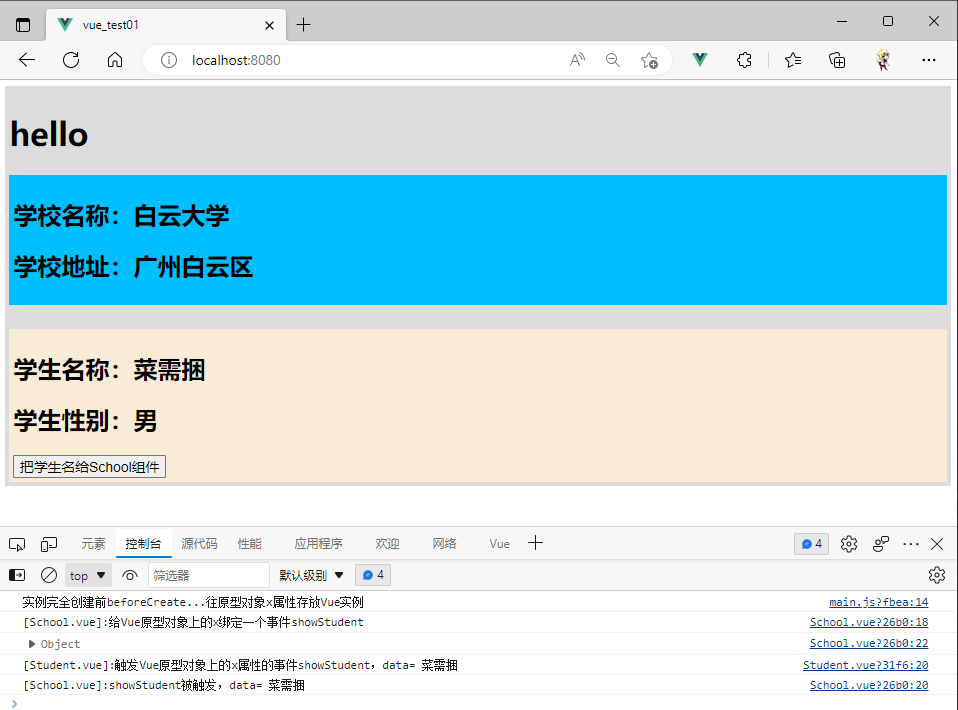 vue_test01
localhost:8080
hello
学校名称：白云大学
学校地址：广州白云区
学生名称：菜需捆
学生性别：男
把学生名给School组件
元素 控制台 源代码 性能 应用程序 欢迎 网络 Vue 4
top 筛选器 默认级别 4
实例完全创建前beforeCreate...往原型对象x属性存放Vue实例 main.js?fbea:14
[School.vue]:给Vue原型对象上的x绑定一个事件showStudent School.vue?26b0:18
Object School.vue?26b0:22
[Student.vue]:触发Vue原型对象上的x属性的事件showStudent，data= 菜需捆 Student.vue?31f6:20
[School.vue]:showStudent被触发，data= 菜需捆 School.vue?26b0:20